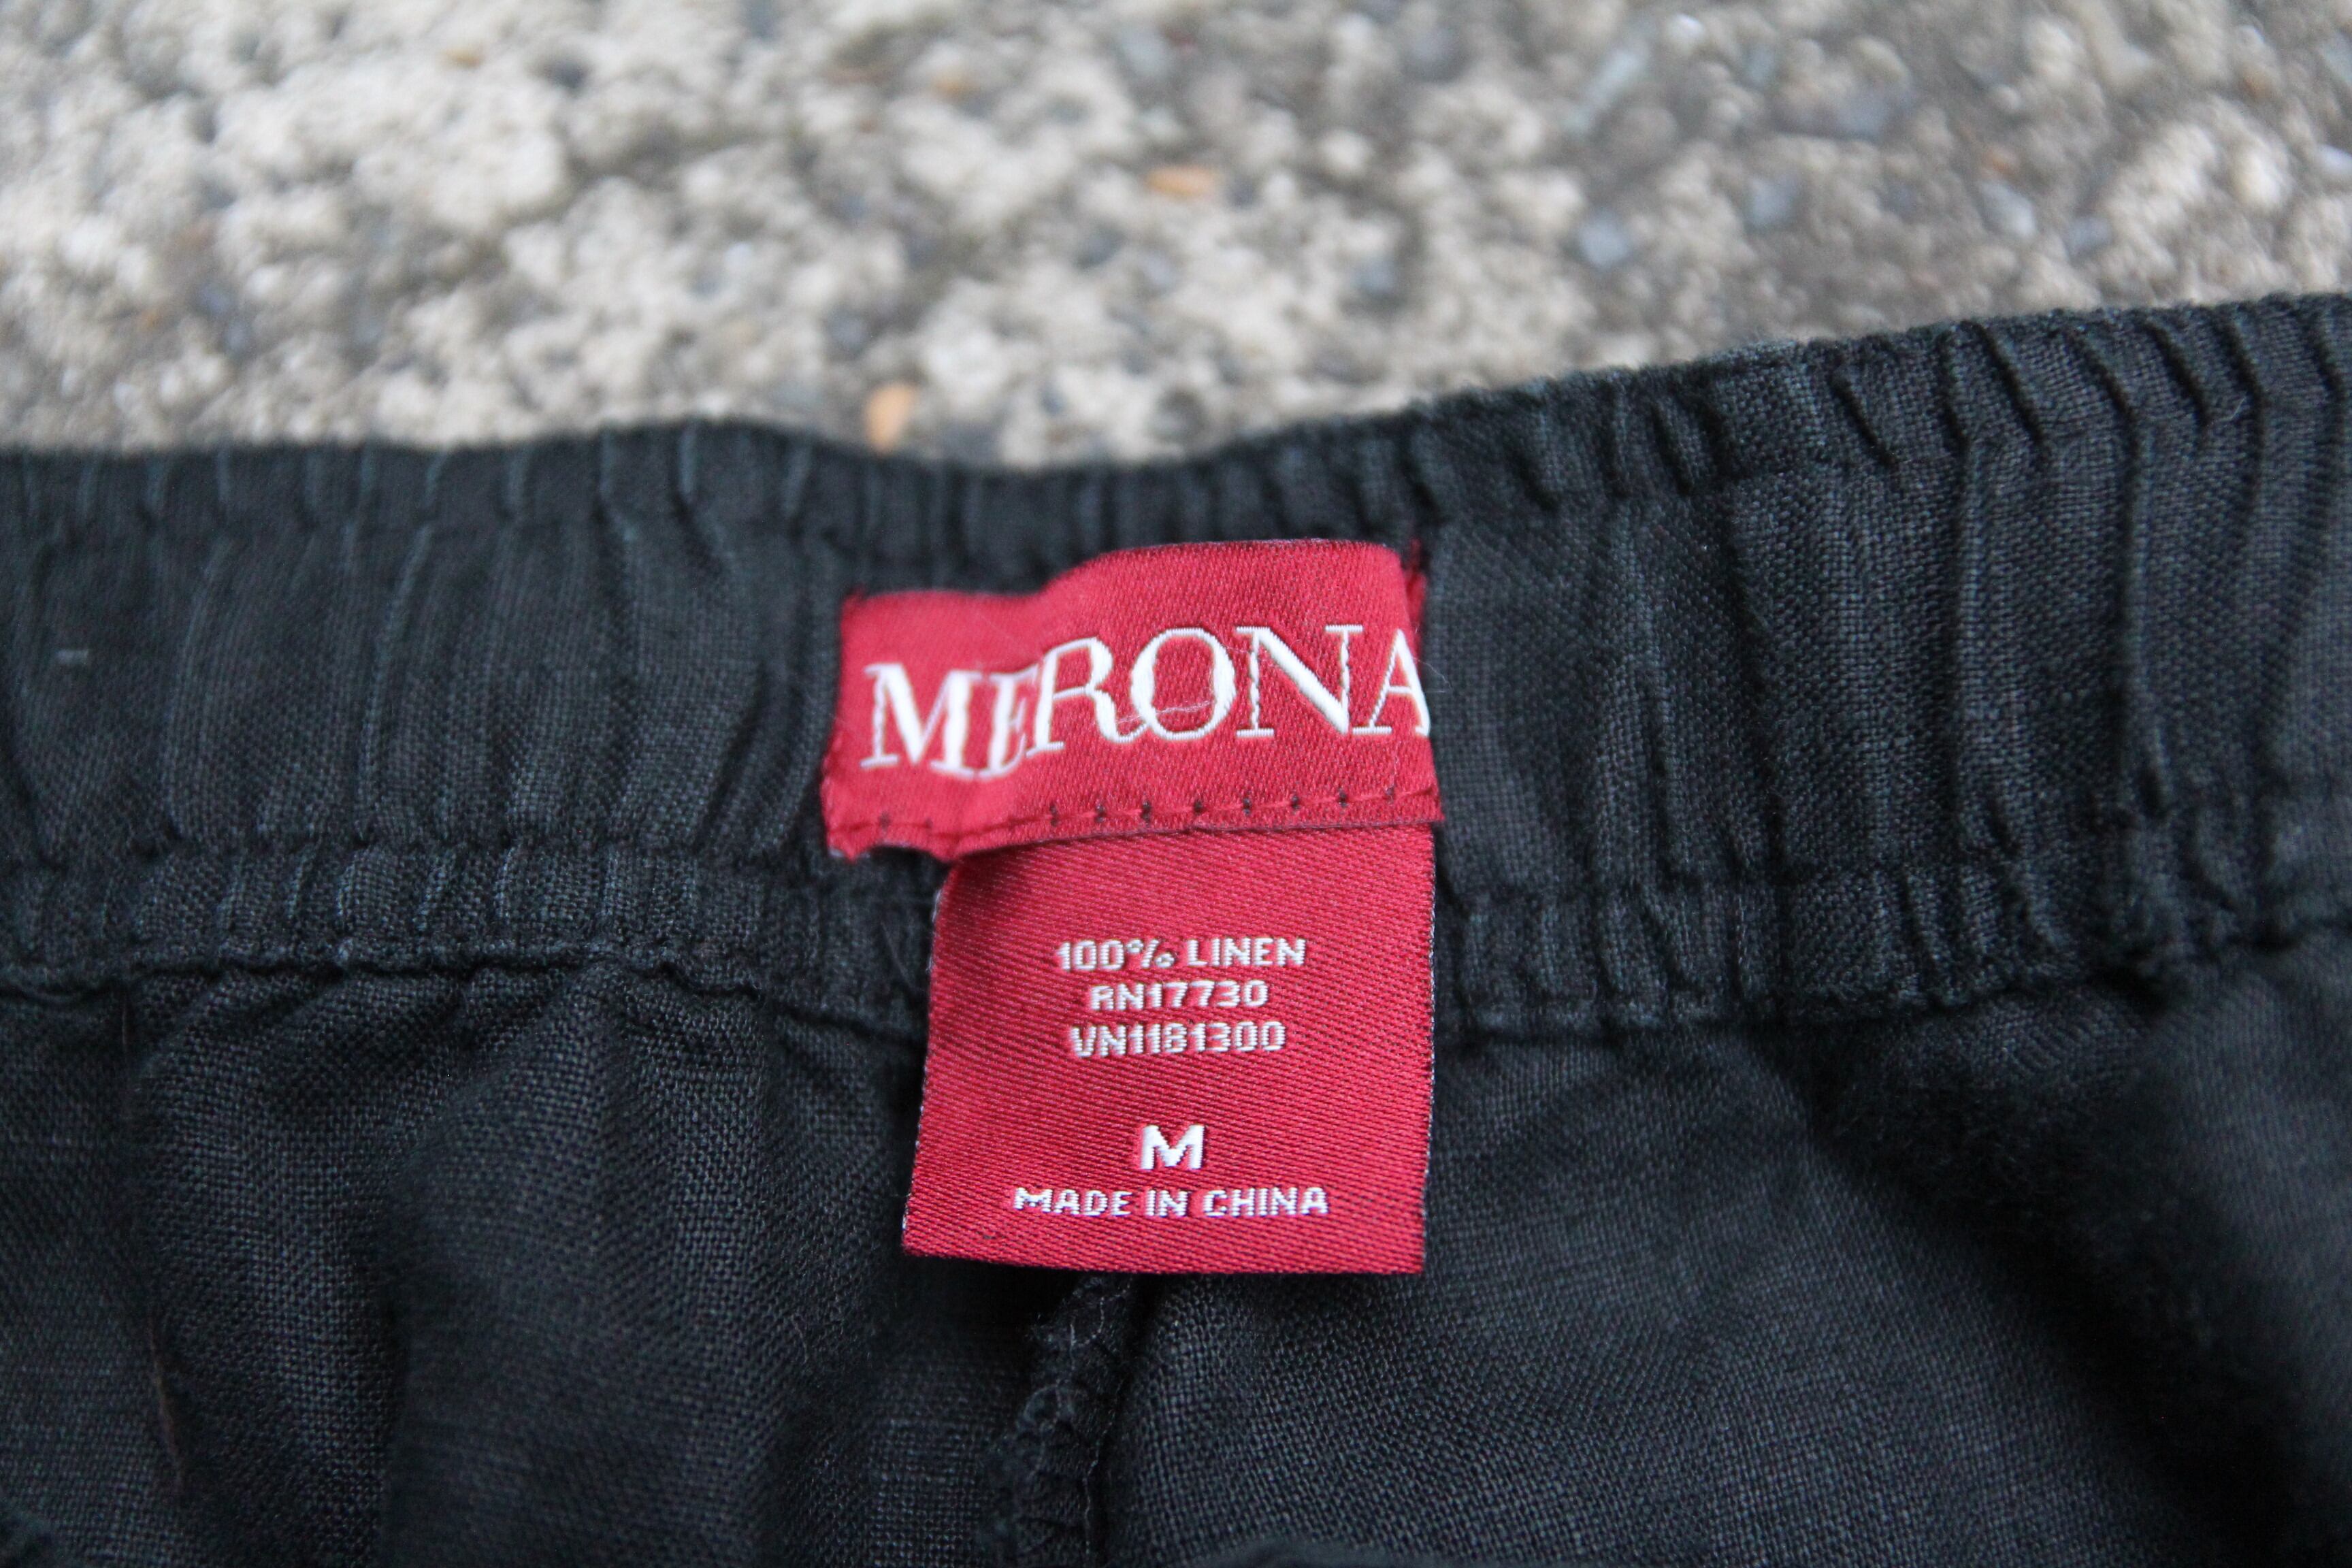 MERONA
100% LINEN
RN17730
VN1181300
M
MADE IN CHINA